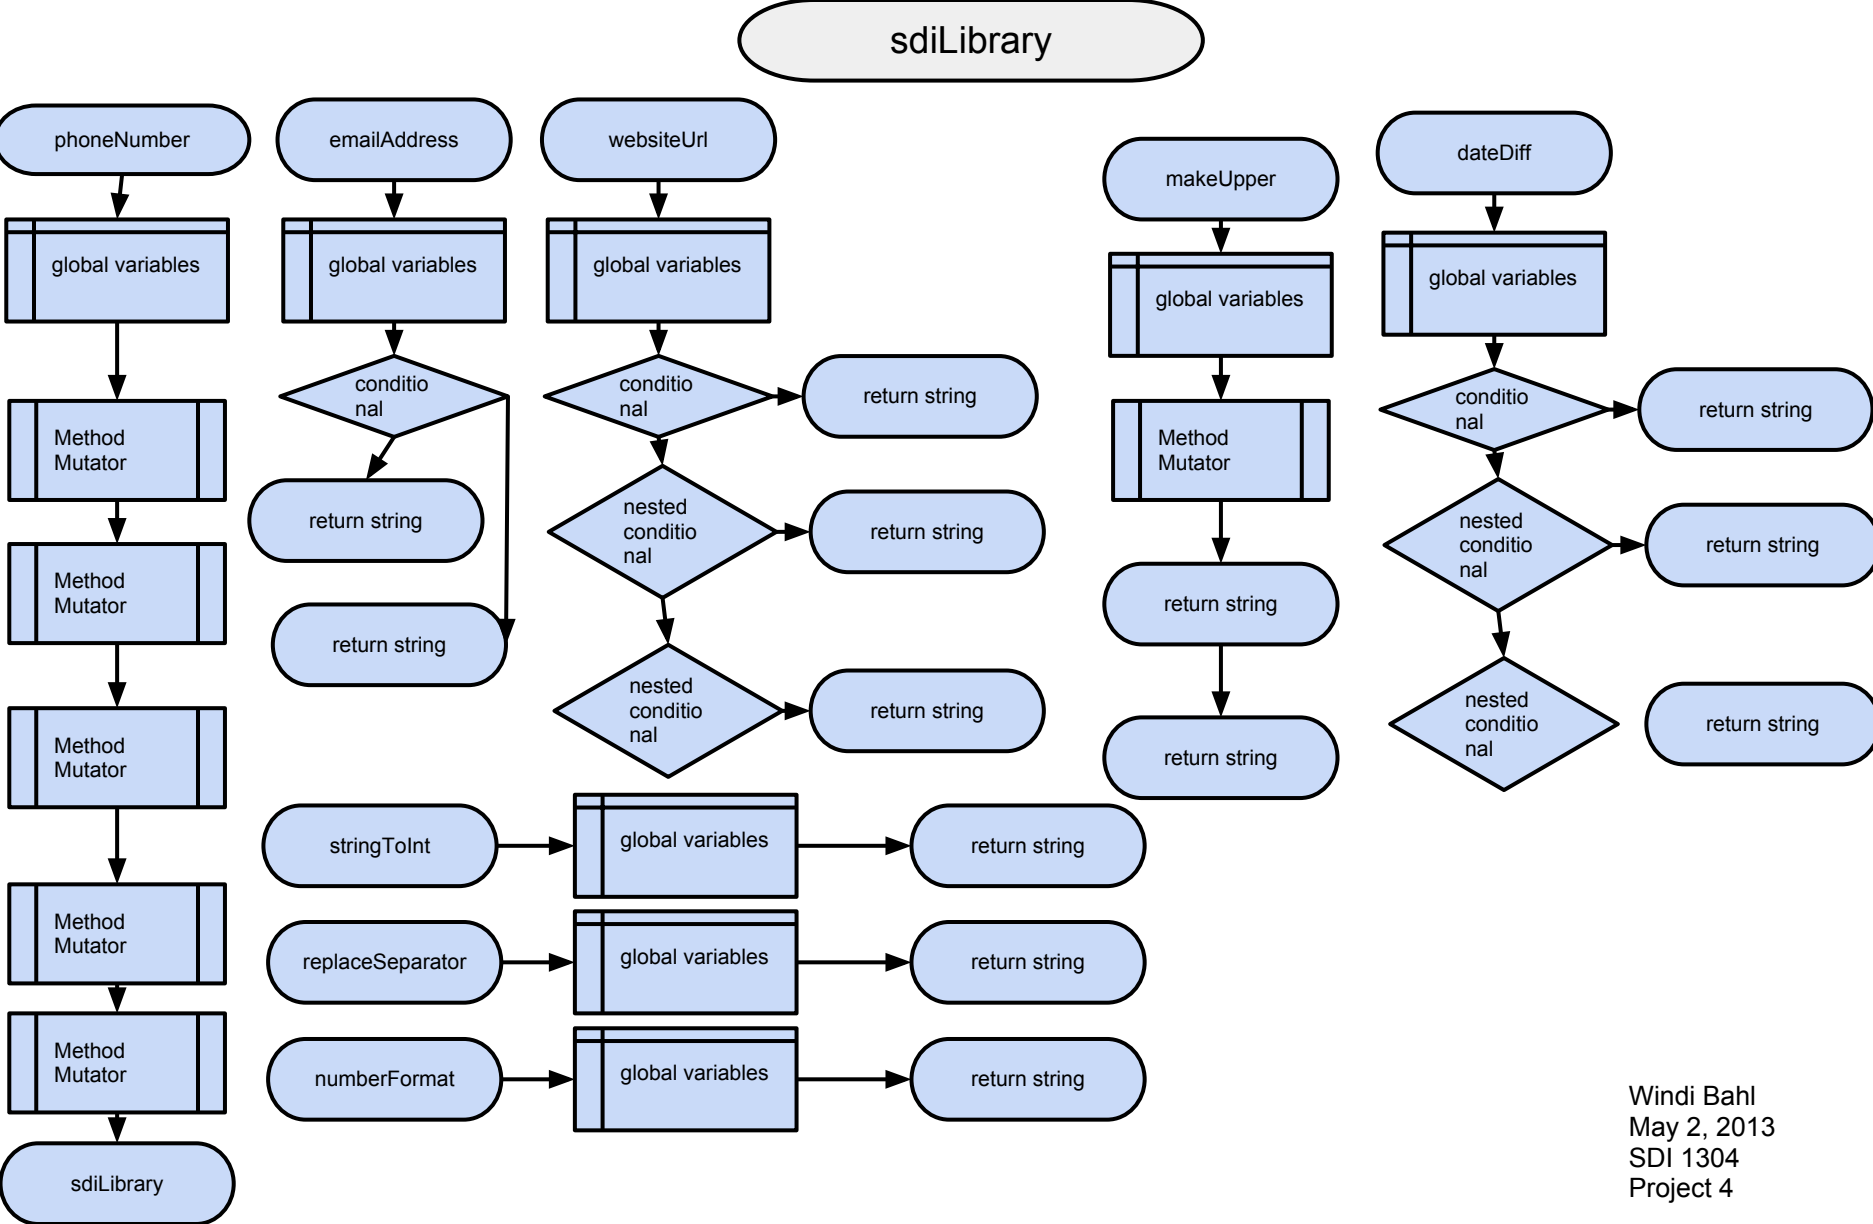 sdiLibrary
phoneNumber
global variables
Method
Mutator
Method
Mutator
Method
Mutator
Method
Mutator
Method
Mutator
sdiLibrary
emailAddress
global variables
conditio
nal
return string
return string
websiteUrl
global variables
conditio
nal
return string
nested
conditio
nal
return string
nested
conditio
nal
return string
makeUpper
global variables
Method
Mutator
return string
return string
dateDiff
global variables
conditio
nal
return string
nested
conditio
nal
return string
nested
conditio
nal
return string
stringToInt
global variables
return string
replaceSeparator
global variables
return string
numberFormat
global variables
return string
Windi Bahl
May 2, 2013
SDI 1304
Project 4